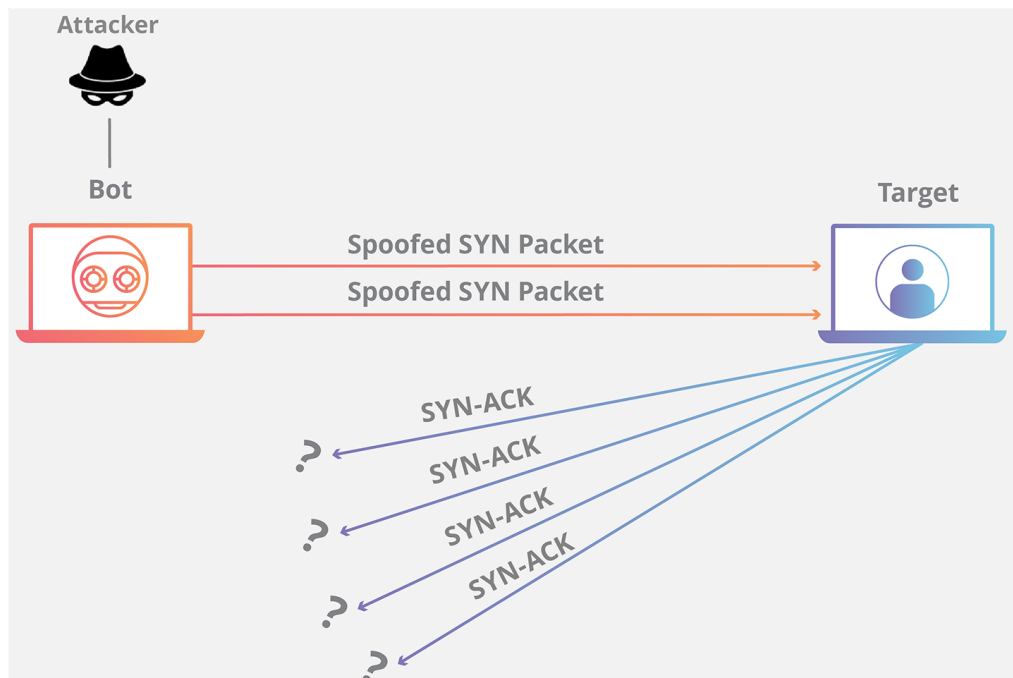 Attacker
Bot
Target
Spoofed SYN Packet
Spoofed SYN Packet
SYN-ACK
?
SYN-ACK
?
SYN-ACK
?
SYN-ACK
?